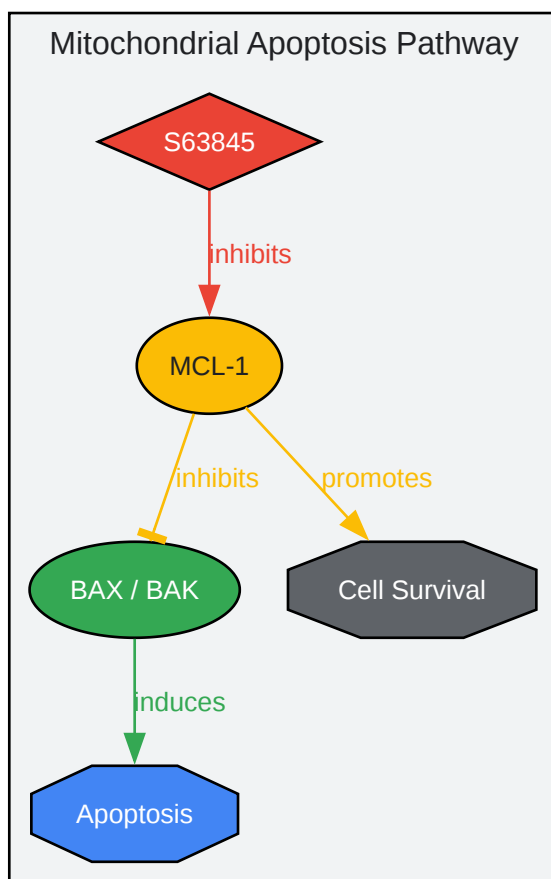 Mitochondrial Apoptosis Pathway
S63845
inhibits
MCL-1
inhibits
promotes
BAX / BAK
Cell Survival
induces
Apoptosis